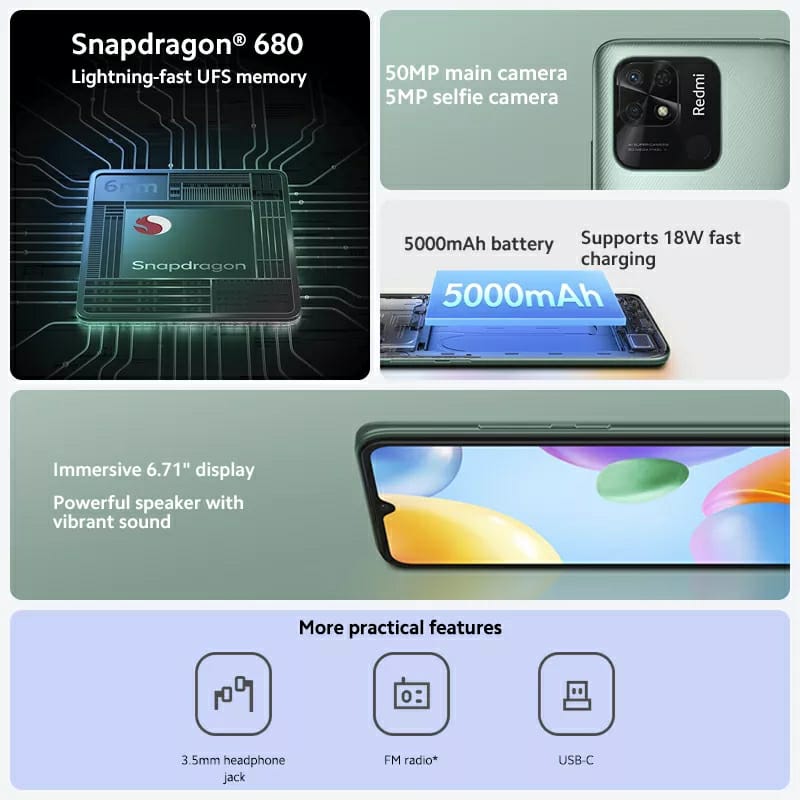 Snapdragon® 680
Lightning-fast UFS memory
6nm
Snapdragon
50MP main camera
5MP selfie camera
Redmi
5000mAh battery
Supports 18W fast
charging
5000mAh
Immersive 6.71" display
Powerful speaker with
vibrant sound
More practical features
3.5mm headphone
jack
FM radio*
USB-C